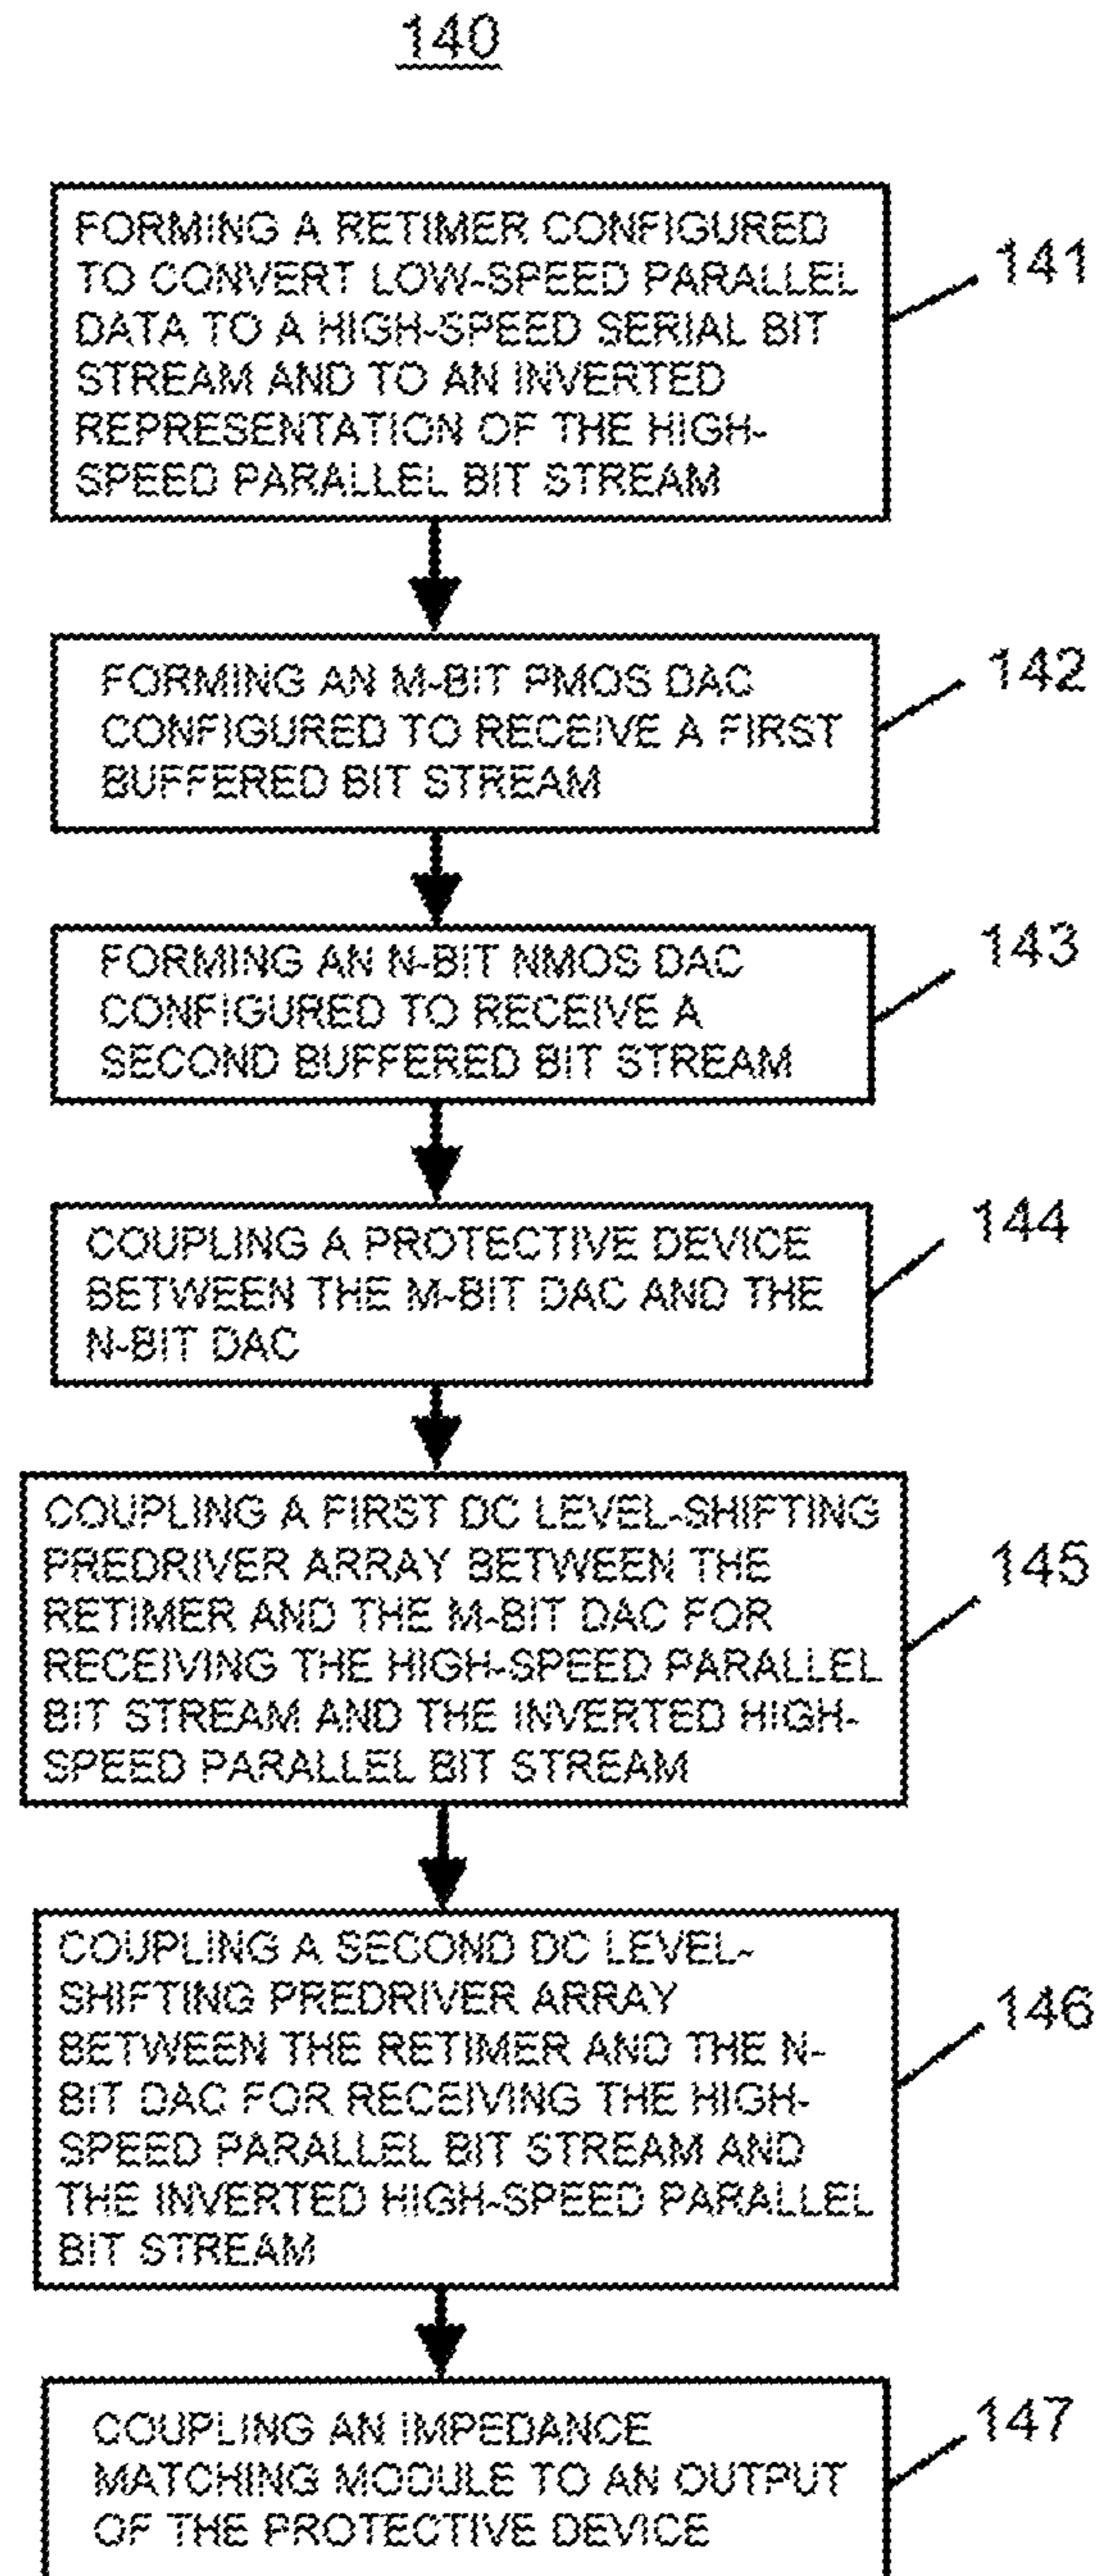 140
FORMING A RETIMER CONFIGURED
TO CONVERT LOW-SPEED PARALLEL
DATA TO A HIGH-SPEED SERIAL BIT
STREAM AND TO AN INVERTED
REPRESENTATION OF THE HIGH-
SPEED PARALLEL BIT STREAM
141
FORMING AN M-BIT PMOS DAC
CONFIGURED TO RECEIVE A FIRST
BUFFERED BIT STREAM
142
FORMING AN N-BIT NMOS DAC
CONFIGURED TO RECEIVE A
SECOND BUFFERED BIT STREAM
143
COUPLING A PROTECTIVE DEVICE
BETWEEN THE M-BIT DAC AND THE
N-BIT DAC
144
COUPLING A FIRST DC LEVEL-SHIFTING
PREDRIVER ARRAY BETWEEN THE
RETIMER AND THE M-BIT DAC FOR
RECEIVING THE HIGH-SPEED PARALLEL
BIT STREAM AND THE INVERTED HIGH-
SPEED PARALLEL BIT STREAM
145
COUPLING A SECOND DC LEVEL-
SHIFTING PREDRIVER ARRAY
BETWEEN THE RETIMER AND THE N-
BIT DAC FOR RECEIVING THE HIGH-
SPEED PARALLEL BIT STREAM AND
THE INVERTED HIGH-SPEED PARALLEL
BIT STREAM
146
COUPLING AN IMPEDANCE
MATCHING MODULE TO AN OUTPUT
OF THE PROTECTIVE DEVICE
147